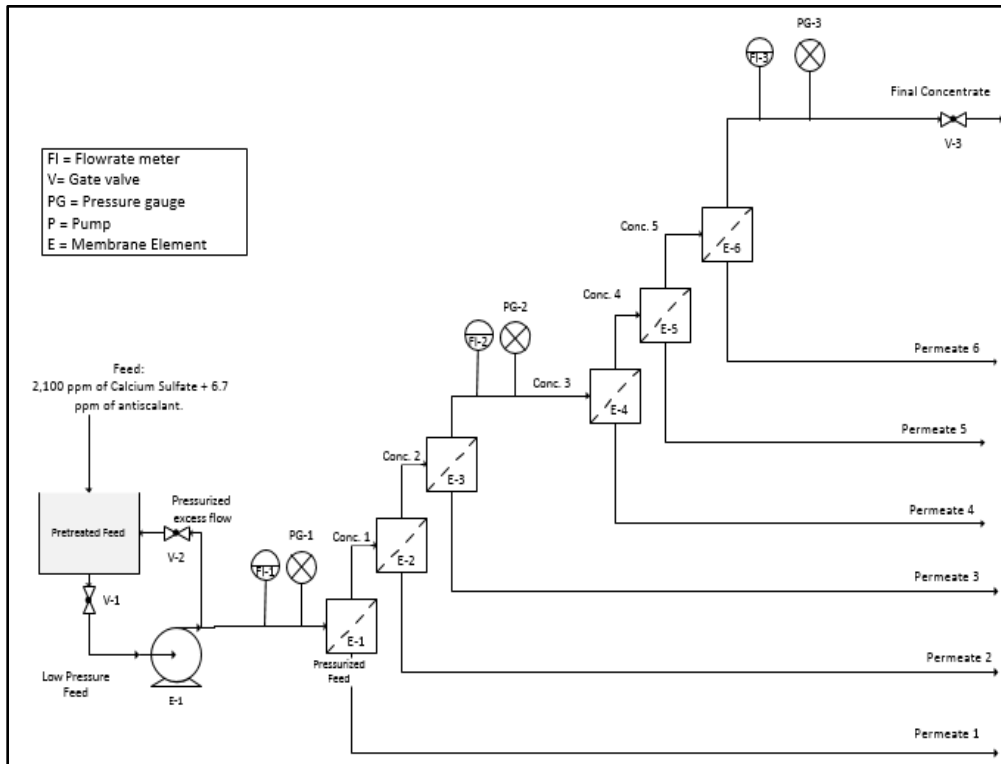 PG-3
FI-3
Final Concentrate
V-3
FI = Flowrate meter
V= Gate valve
PG = Pressure gauge
P = Pump
E = Membrane Element
Conc. 5
E-6
Conc. 4
PG-2
E-5
FI-2
Permeate 6
Feed:
2,100 ppm of Calcium Sulfate + 6.7
ppm of antiscalant.
Conc. 3
E-4
Permeate 5
Conc. 2
E-3
Pressurized
excess flow
Permeate 4
Pretreated Feed
V-2
PG-1
Conc. 1
E-2
FI-1
Permeate 3
V-1
E-1
Pressurized
Feed
Permeate 2
Low Pressure
Feed
E-1
Permeate 1